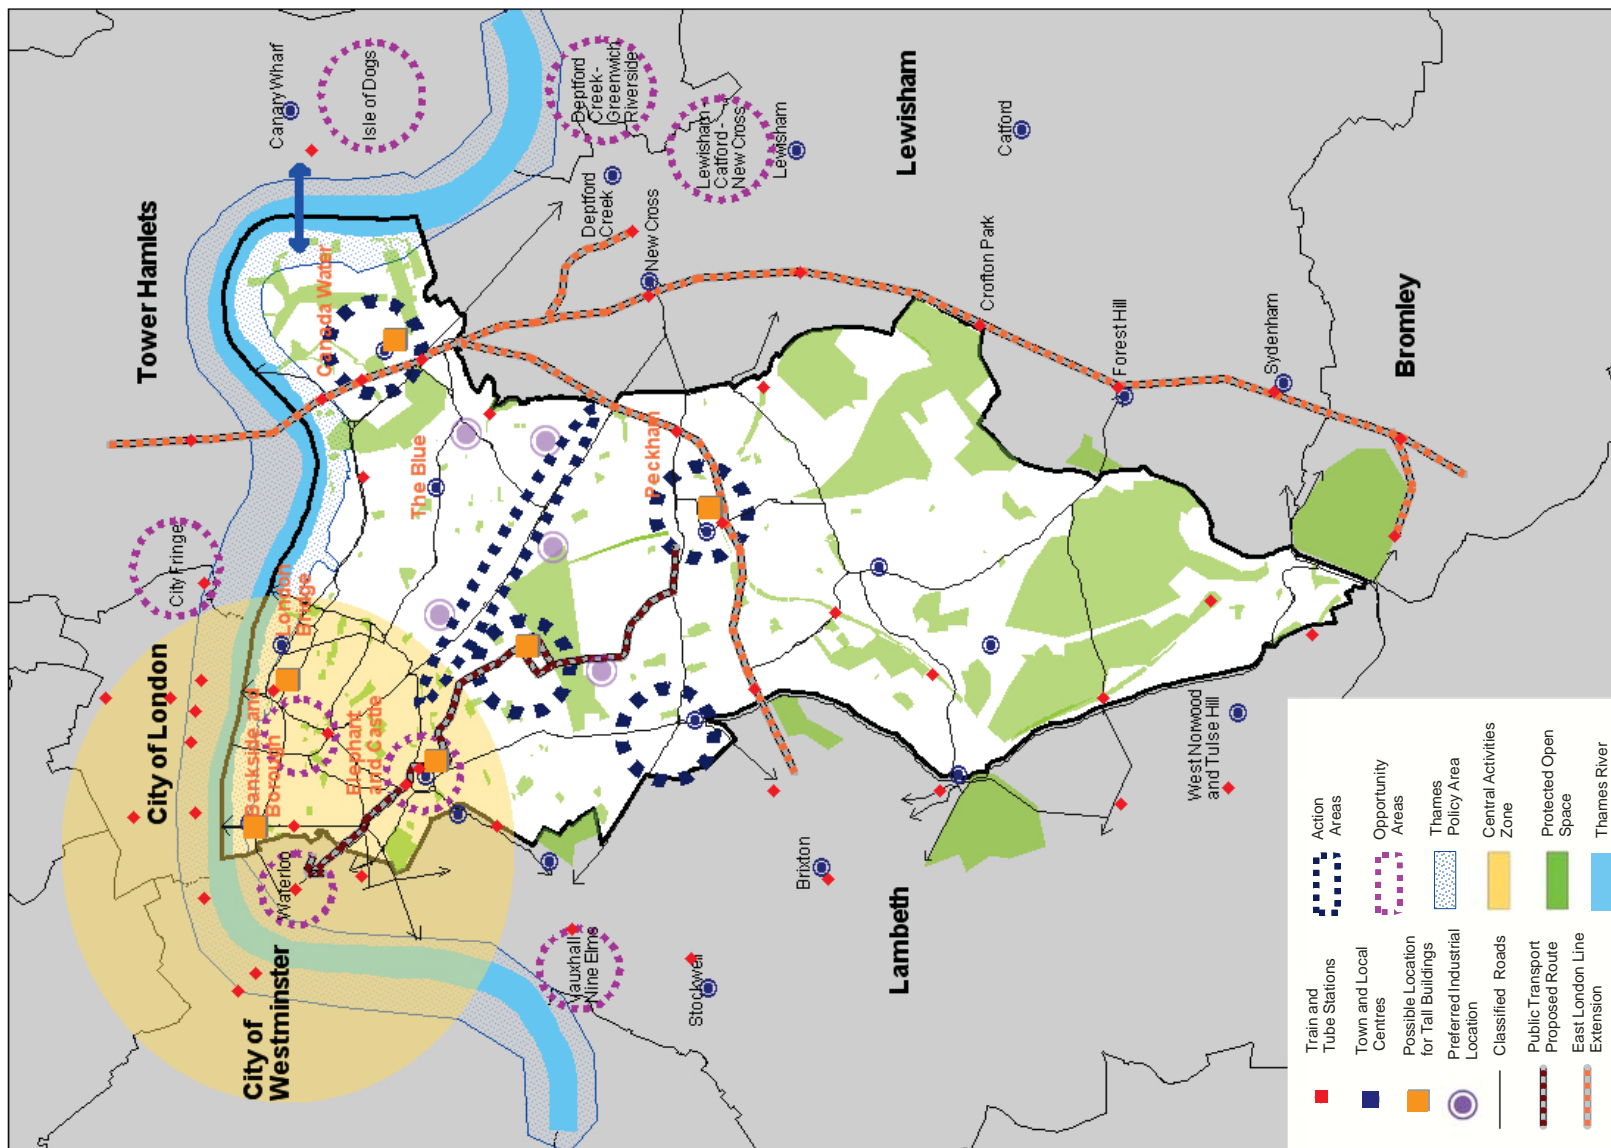 Tower Hamlets
Canary Wharf
Isle of Dogs
Deptford
Creek -
Greenwich
Riverside
Lewisham -
Catford -
New Cross
Lewisham
Lewisham
Catford
Deptford
Creek
New Cross
Canada Water
Crofton Park
Forest Hill
Sydenham
Bromley
City Fringe
The Blue
Peckham
London
Bridge
City of London
Bankside and
Borough
Elephant
and Castle
Waterloo
City of
Westminster
Vauxhall
Nine Elms
Stockwell
Brixton
Lambeth
West Norwood
and Tulse Hill
Train and
Tube Stations
Town and Local
Centres
Possible Location
for Tall Buildings
Preferred Industrial
Location
Classified Roads
Public Transport
Proposed Route
East London Line
Extension
Action
Areas
Opportunity
Areas
Thames
Policy Area
Central Activities
Zone
Protected Open
Space
Thames River